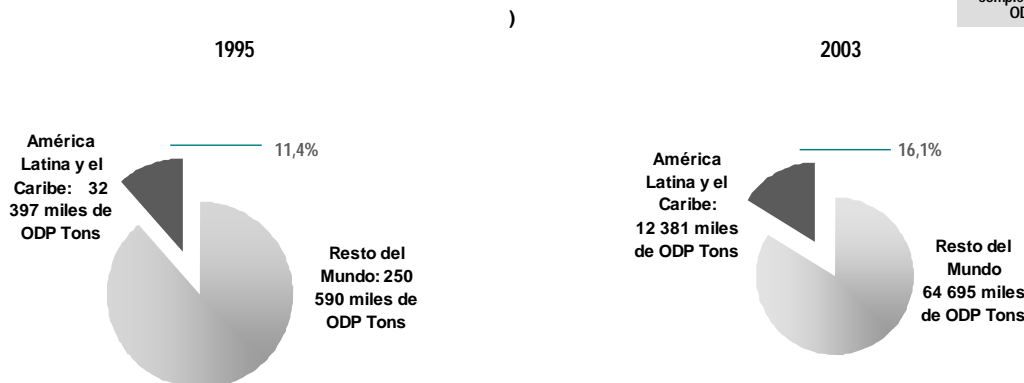 OD
)
1995
2003
América
Latina y el
Caribe: 32
397 miles de
ODP Tons
11,4%
Resto del
Mundo: 250
590 miles de
ODP Tons
América
Latina y el
Caribe:
12 381 miles
de ODP Tons
16,1%
Resto del
Mundo
64 695 miles
de ODP Tons